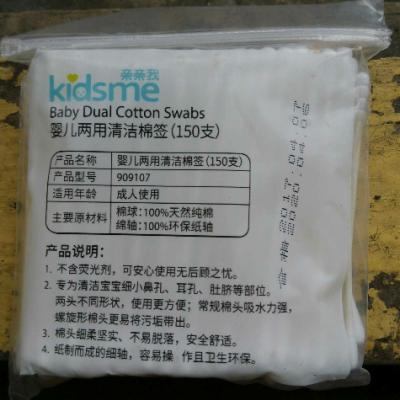 亲亲我
kidsme
Baby Dual Cotton Swabs
婴儿两用清洁棉签(150支)
产品名称 婴儿两用清洁棉签(150支)
产品型号 909107
适用年龄 成人使用
主要原材料 棉球:100%天然纯棉
棉轴:100%环保纸轴
产品说明:
1. 不含荧光剂,可安心使用无后顾之忧。
2. 专为清洁宝宝细小鼻孔、耳孔、肚脐等部位。
两头不同形状,使用更方便;常规棉头吸水力强,
螺旋形棉头更易将污垢带出。
3. 棉头细柔坚实、不易脱落,安全舒适。
4. 纸制而成的细轴,容易操 作且卫生环保。